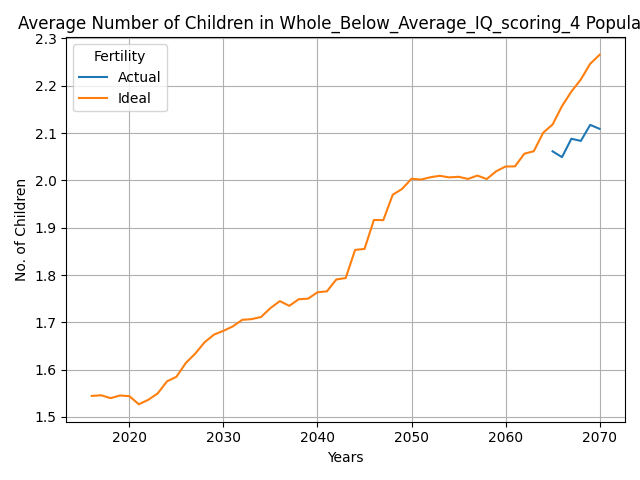 Average Number of Children in Whole_Below_Average_IQ_scoring_4 Popula
2.3
2.2
2.1
2.0
1.9
1.8
1.7
1.6
1.5
No. of Children
Fertility
Actual
Ideal
2020 2030 2040 2050 2060 2070
Years